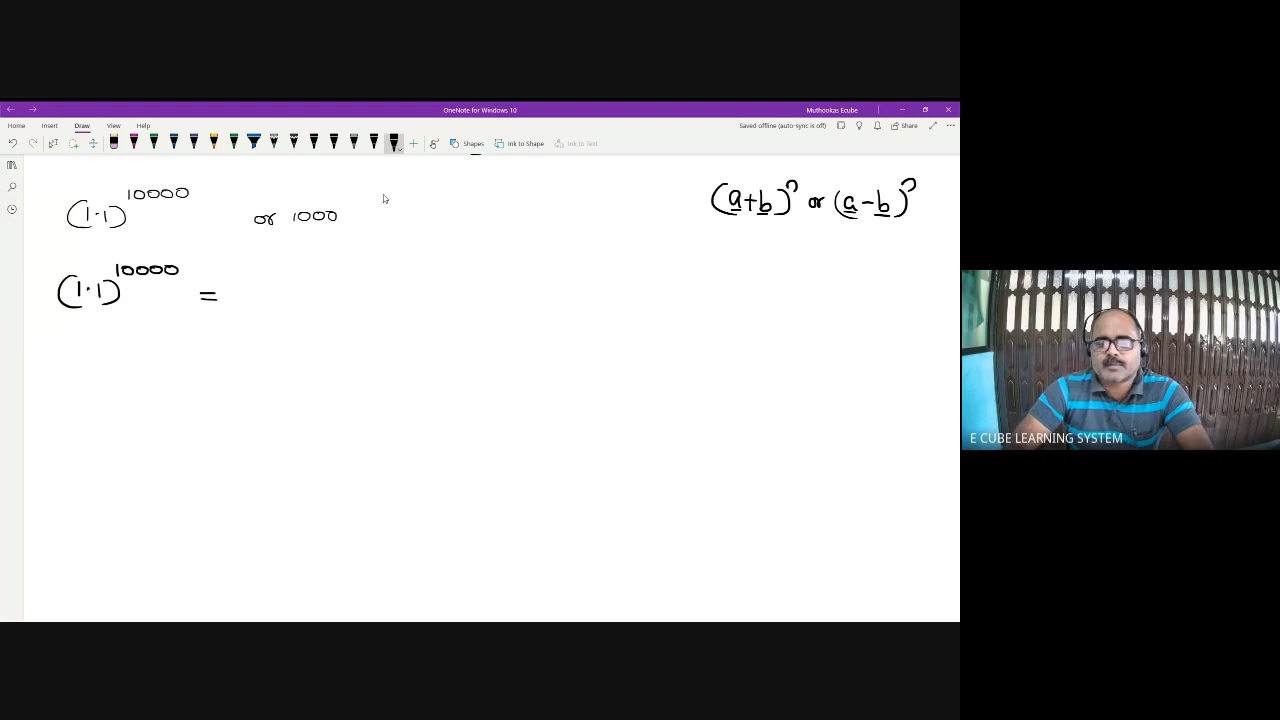 OneNote for Windows 10
Muthookas Ecube
Home Insert Draw View Help
Saved offline (auto-sync is off) Share
Shapes Ink to Shape Ink to Text
(1·1)^10000 or 1000
(a+b)^n or (a-b)^n
(1·1)^10000 =
E CUBE LEARNING SYSTEM